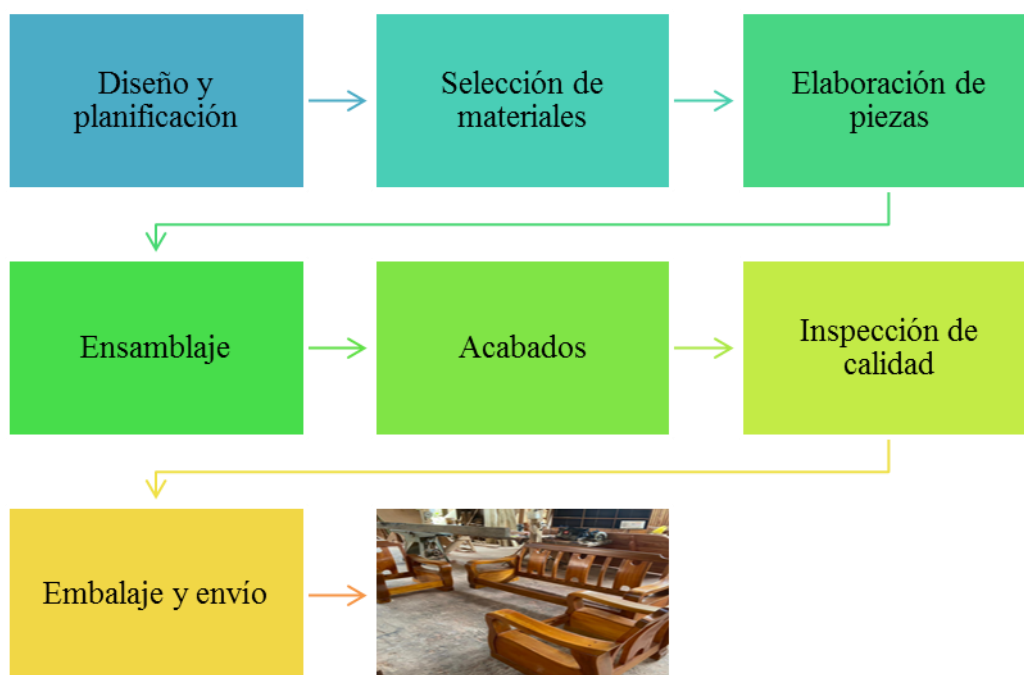 Diseño y
planificación
Selección de
materiales
Elaboración de
piezas
Ensamblaje
Acabados
Inspección de
calidad
Embalaje y envío